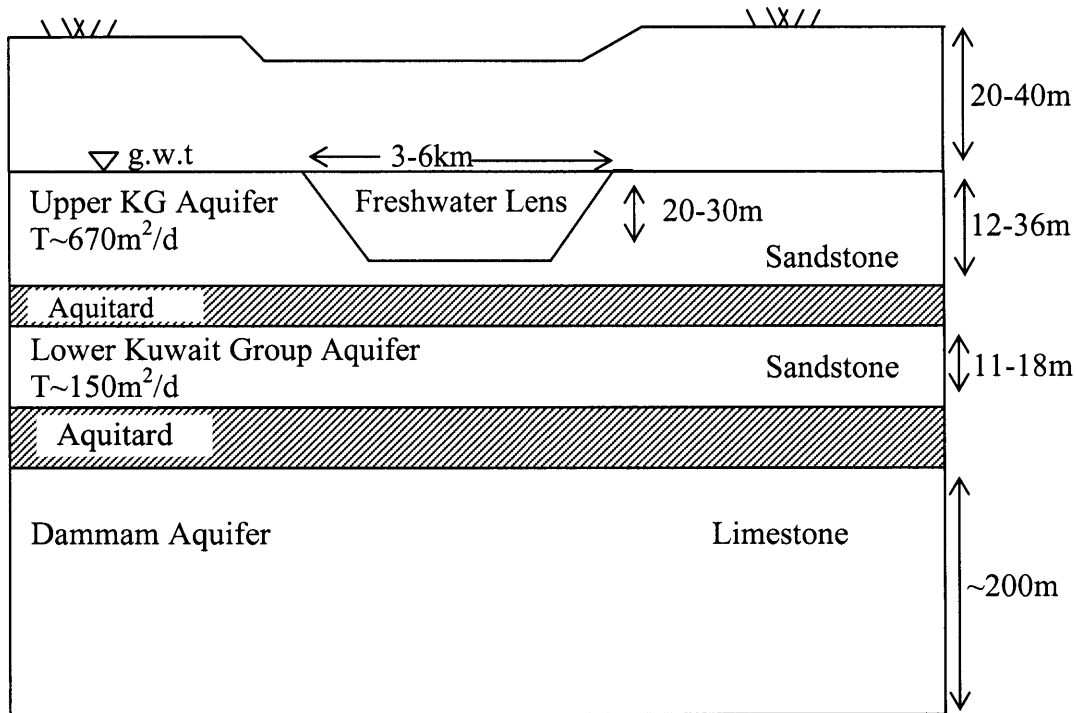 20-40m
g.w.t
3-6km
Upper KG Aquifer
Freshwater Lens
20-30m
12-36m
T~670m²/d
Sandstone
Aquitard
Lower Kuwait Group Aquifer
Sandstone
11-18m
T~150m²/d
Aquitard
Dammam Aquifer
Limestone
~200m